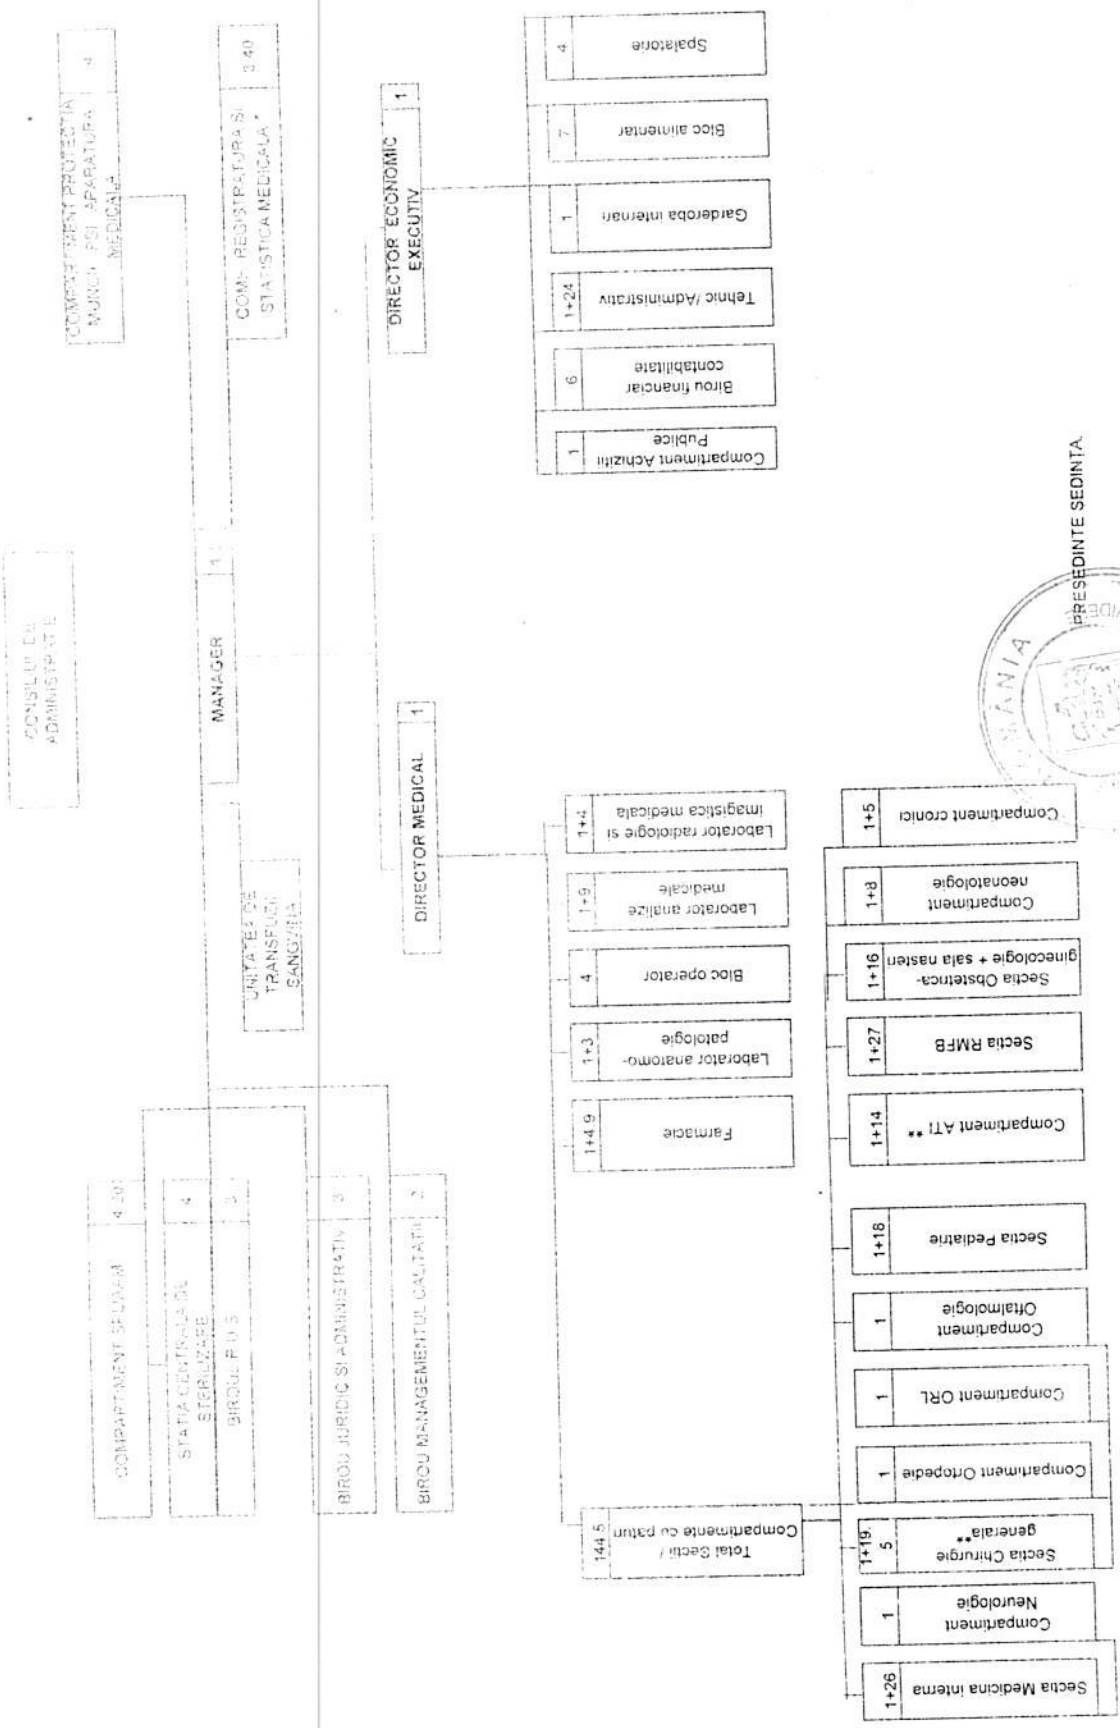 CONSILIUL DE
ADMINISTRATIE
COMPARTIMENT PROTECTIA
MUNCII PSI APARATURA
MEDICALA
4
MANAGER
1
COMP. REGISTRATURA SI
STATISTICA MEDICALA *
UNITATEA DE
TRANSFUZIE
SANGVINA
COMPARTIMENT
STATIA CENTRALA DE
STERILIZARE
4
3
BIROU JURIDIC SI ADMINISTRATIV
3
BIROU MANAGEMENTUL CALITATII
DIRECTOR MEDICAL
1
DIRECTOR ECONOMIC
EXECUTIV
1
144.5
Total Sectii /
Compartimente cu paturi
1+4.9
Farmacie
1+3
Laborator anatomo-
patologie
4
Bloc operator
1+9
Laborator analize
medicale
1+4
Laborator radiologie si
imagistica medicala
1
Compartiment Achizitii
Publice
6
Birou financiar
contabilitate
1+24
Tehnic /Administrativ
1
Garderoba internari
7
Bloc alimentar
4
Spalatorie
1+26
Sectia Medicina interna
1
Compartiment
Neurologie
1+19.
5
Sectia Chirurgie
generala**
1
Compartiment Ortopedie
1
Compartiment ORL
1
Compartiment
Oftalmologie
1+18
Sectia Pediatrie
1+14
Compartiment ATI **
1+27
Sectia RMFB
1+16
Sectia Obstetrica-
ginecologie + sala nasteri
1+8
Compartiment
neonatologie
1+5
Compartiment cronici
PRESEDINTE SEDINTA,
ROMÂNIA